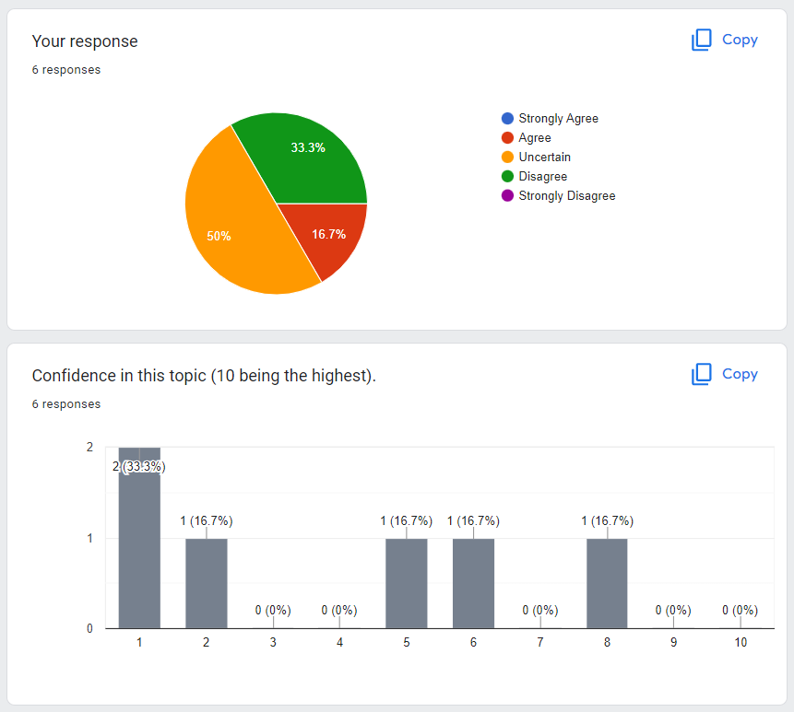 Your response
Copy
6 responses
Strongly Agree
Agree
Uncertain
Disagree
Strongly Disagree
33.3%
50%
16.7%
Confidence in this topic (10 being the highest).
Copy
6 responses
2
2 (33.3%)
1 (16.7%) 1 (16.7%) 1 (16.7%) 1 (16.7%)
1
0 (0%) 0 (0%) 0 (0%) 0 (0%) 0 (0%)
0
1 2 3 4 5 6 7 8 9 10